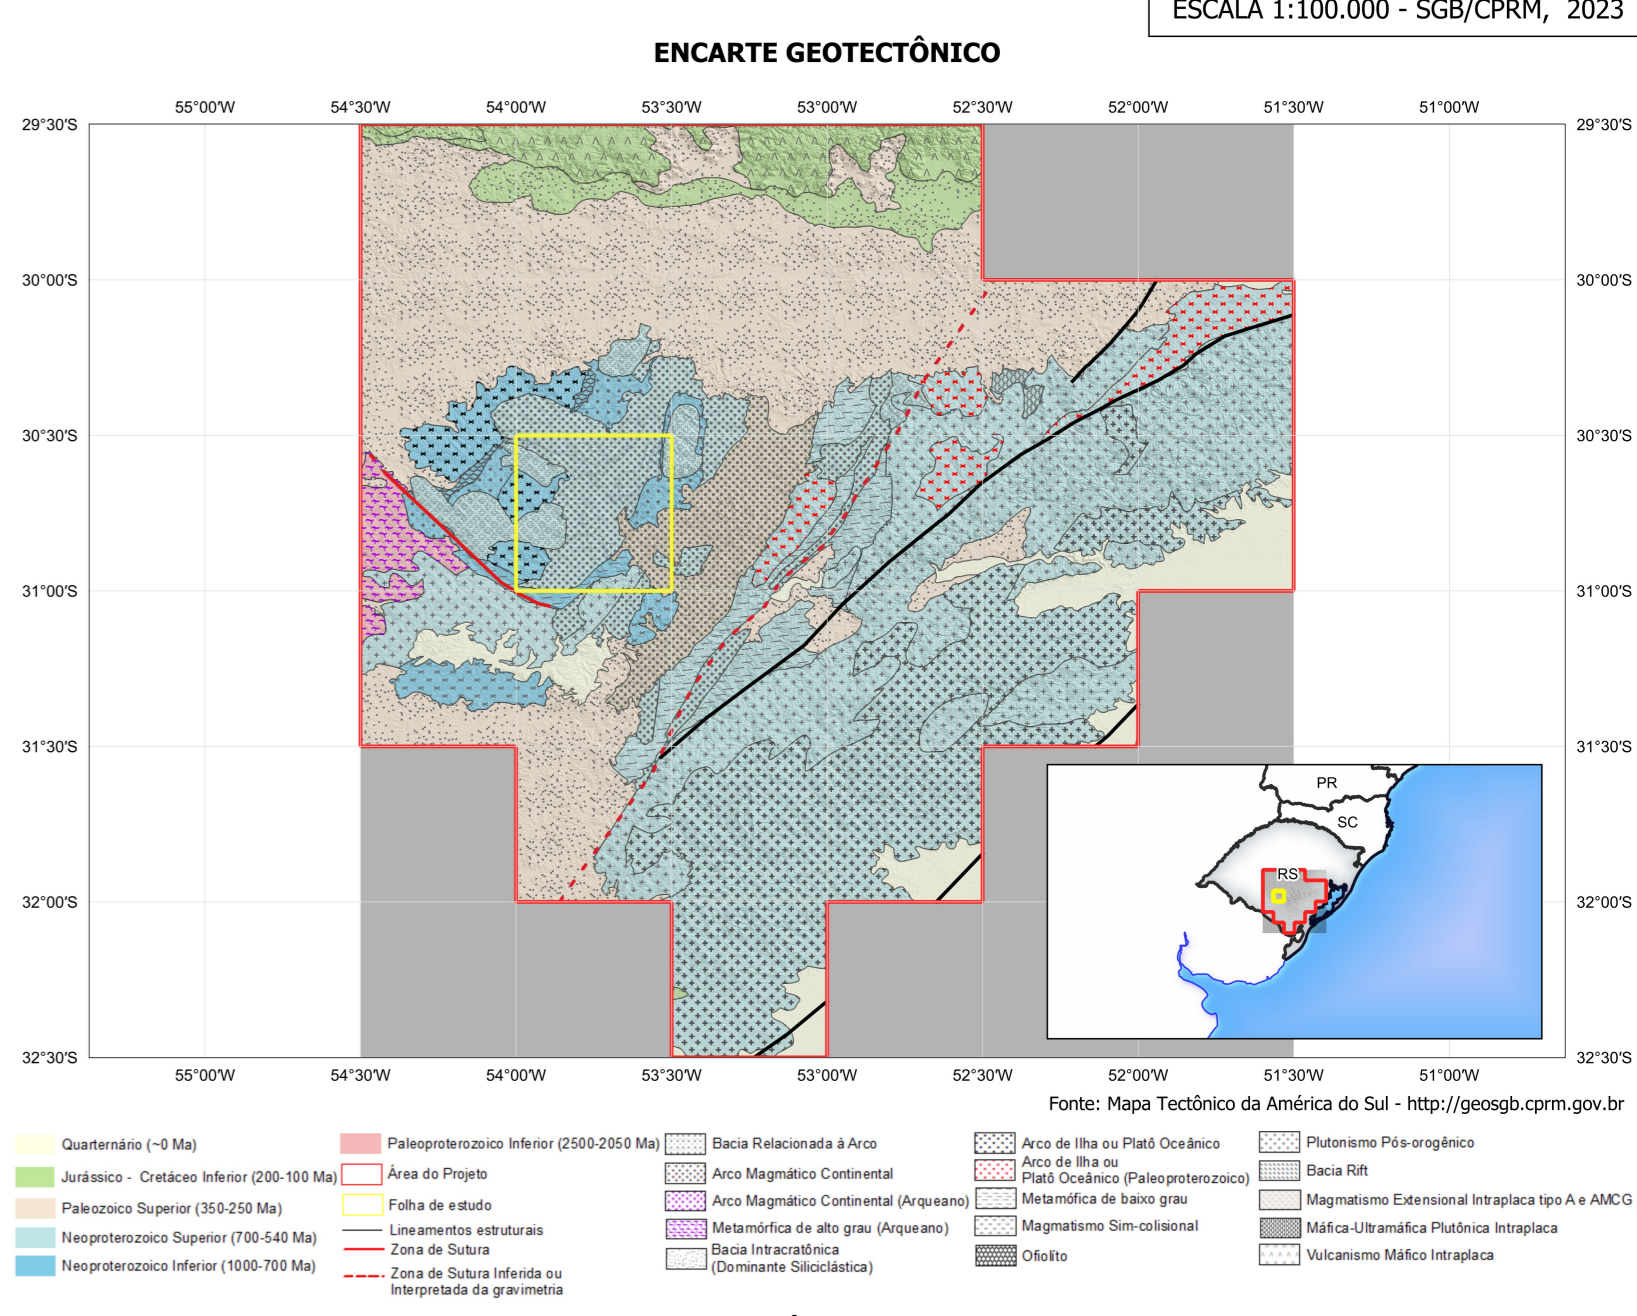 ESCALA 1:100.000 - SGB/CPRM, 2023
ENCARTE GEOTECTÔNICO
55°00'W 54°30'W 54°00'W 53°30'W 53°00'W 52°30'W 52°00'W 51°30'W 51°00'W
29°30'S 29°30'S
30°00'S 30°00'S
30°30'S 30°30'S
31°00'S 31°00'S
31°30'S 31°30'S
PR
SC
RS
32°00'S 32°00'S
32°30'S 32°30'S
55°00'W 54°30'W 54°00'W 53°30'W 53°00'W 52°30'W 52°00'W 51°30'W 51°00'W
Fonte: Mapa Tectônico da América do Sul - http://geosgb.cprm.gov.br
Quarternário (~0 Ma)
Jurássico - Cretáceo Inferior (200-100 Ma)
Paleozoico Superior (350-250 Ma)
Neoproterozoico Superior (700-540 Ma)
Neoproterozoico Inferior (1000-700 Ma)
Paleoproterozoico Inferior (2500-2050 Ma)
Área do Projeto
Folha de estudo
Lineamentos estruturais
Zona de Sutura
Zona de Sutura Inferida ou
Interpretada da gravimetria
Bacia Relacionada à Arco
Arco Magmático Continental
Arco Magmático Continental (Arqueano)
Metamórfica de alto grau (Arqueano)
Bacia Intracratônica
(Dominante Siliciclástica)
Arco de Ilha ou Platô Oceânico
Arco de Ilha ou
Platô Oceânico (Paleoproterozoico)
Metamófica de baixo grau
Magmatismo Sim-colisional
Ofiolíto
Plutonismo Pós-orogênico
Bacia Rift
Magmatismo Extensional Intraplaca tipo A e AMCG
Máfica-Ultramáfica Plutônica Intraplaca
Vulcanismo Máfico Intraplaca